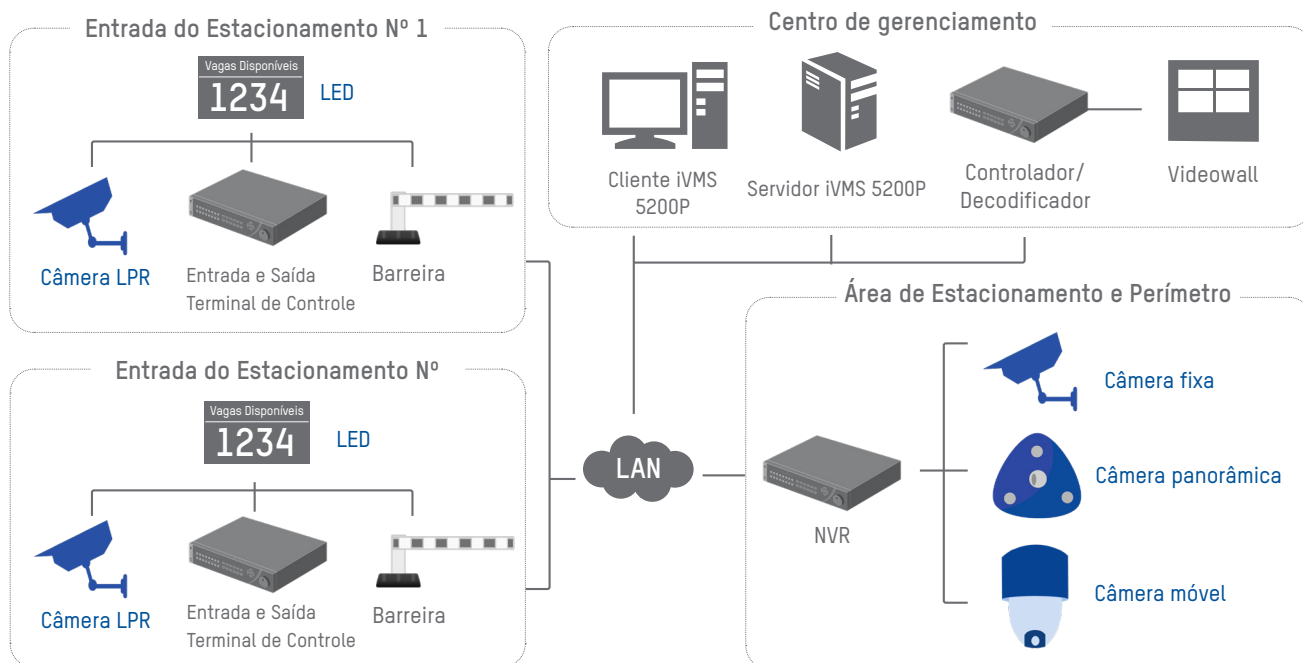 Entrada do Estacionamento Nº 1
Vagas Disponíveis
1234
LED
Câmera LPR
Entrada e Saída
Terminal de Controle
Barreira
Entrada do Estacionamento Nº
Vagas Disponíveis
1234
LED
Câmera LPR
Entrada e Saída
Terminal de Controle
Barreira
Centro de gerenciamento
Cliente iVMS
5200P
Servidor iVMS 5200P
Controlador/
Decodificador
Videowall
LAN
Área de Estacionamento e Perímetro
NVR
Câmera fixa
Câmera panorâmica
Câmera móvel